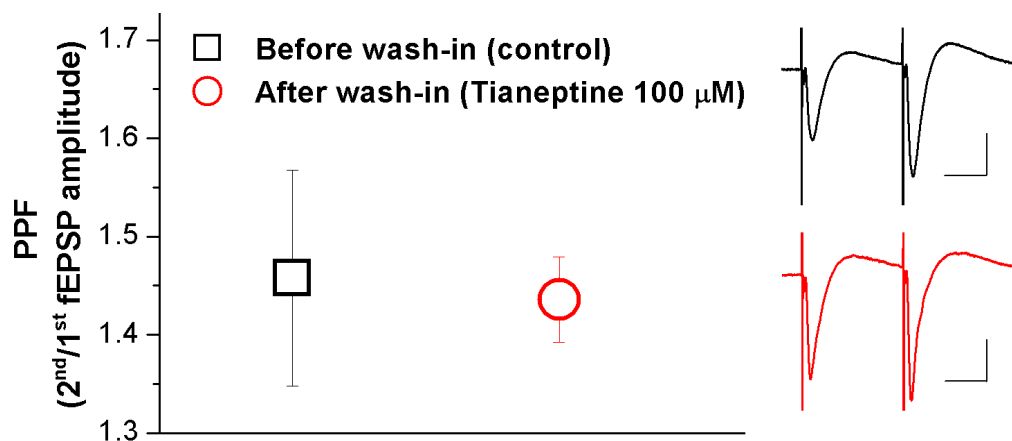 PPF
(2nd/1st fEPSP amplitude)
1.7
1.6
1.5
1.4
1.3
Before wash-in (control)
After wash-in (Tianeptine 100 μM)